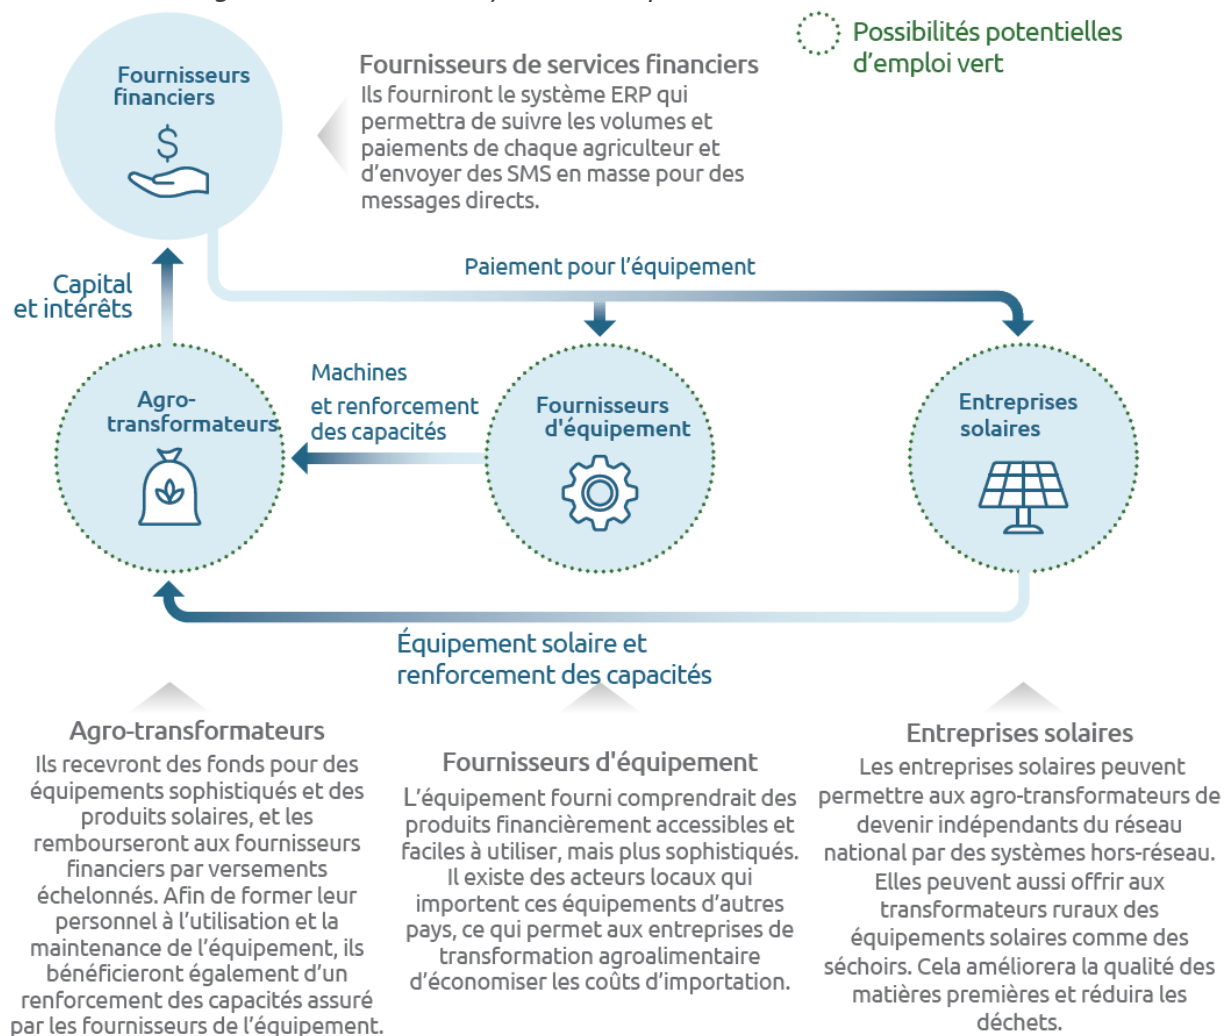 Possibilités potentielles
d'emploi vert
Fournisseurs
financiers
$
Fournisseurs de services financiers
Ils fourniront le système ERP qui
permettra de suivre les volumes et
paiements de chaque agriculteur et
d'envoyer des SMS en masse pour des
messages directs.
Capital
et intérêts
Paiement pour l'équipement
Agro-
transformateurs
Machines
et renforcement
des capacités
Fournisseurs
d'équipement
Entreprises
solaires
Équipement solaire et
renforcement des capacités
Agro-transformateurs
Ils recevront des fonds pour des
équipements sophistiqués et des
produits solaires, et les
rembourseront aux fournisseurs
financiers par versements
échelonnés. Afin de former leur
personnel à l'utilisation et la
maintenance de l'équipement, ils
bénéficieront également d'un
renforcement des capacités assuré
par les fournisseurs de l'équipement.
Fournisseurs d'équipement
L'équipement fourni comprendrait des
produits financièrement accessibles et
faciles à utiliser, mais plus sophistiqués.
Il existe des acteurs locaux qui
importent ces équipements d'autres
pays, ce qui permet aux entreprises de
transformation agroalimentaire
d'économiser les coûts d'importation.
Entreprises solaires
Les entreprises solaires peuvent
permettre aux agro-transformateurs de
devenir indépendants du réseau
national par des systèmes hors-réseau.
Elles peuvent aussi offrir aux
transformateurs ruraux des
équipements solaires comme des
séchoirs. Cela améliorera la qualité des
matières premières et réduira les
déchets.